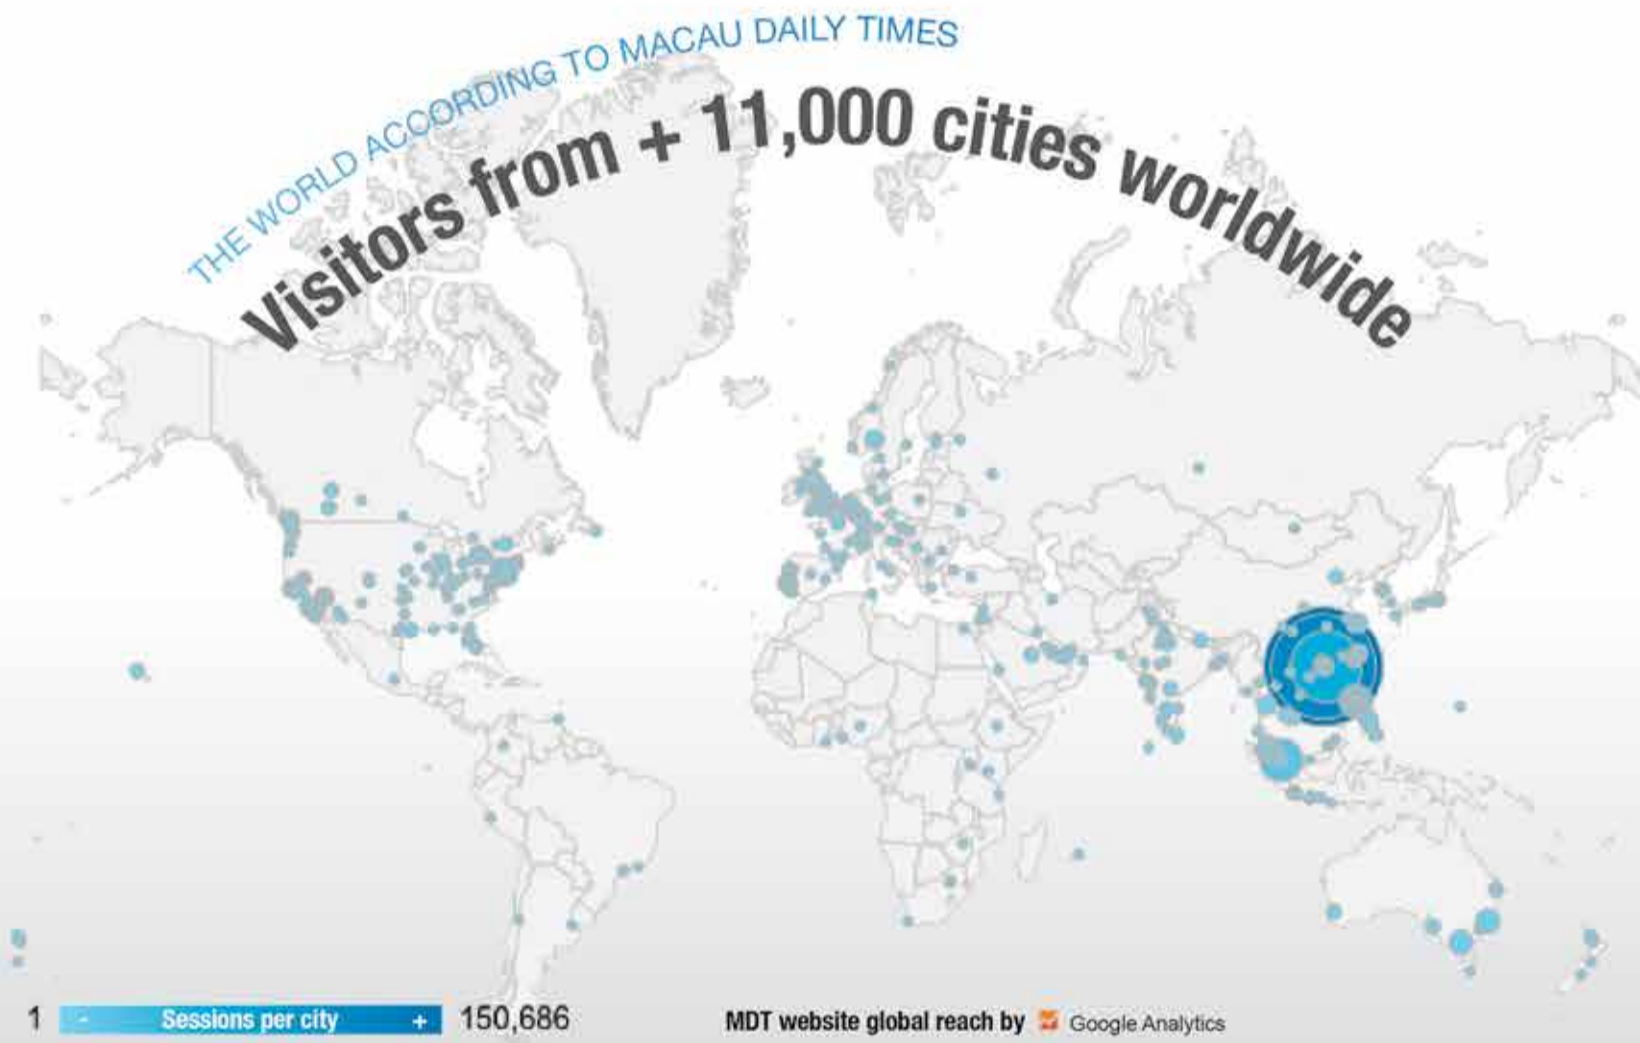 THE WORLD ACCORDING TO MACAU DAILY TIMES
Visitors from + 11,000 cities worldwide
1 - Sessions per city + 150,686
MDT website global reach by Google Analytics